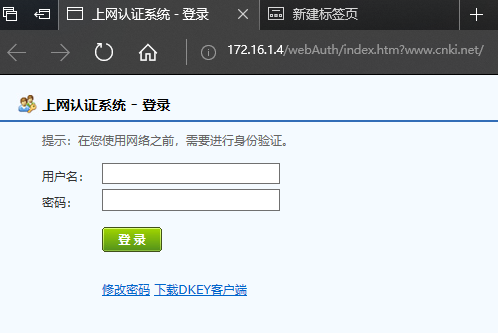 上网认证系统 - 登录
新建标签页
172.16.1.4/webAuth/index.htm?www.cnki.net/
上网认证系统 - 登录
提示：在您使用网络之前，需要进行身份验证。
用户名：
密码：
登 录
修改密码 下载DKEY客户端